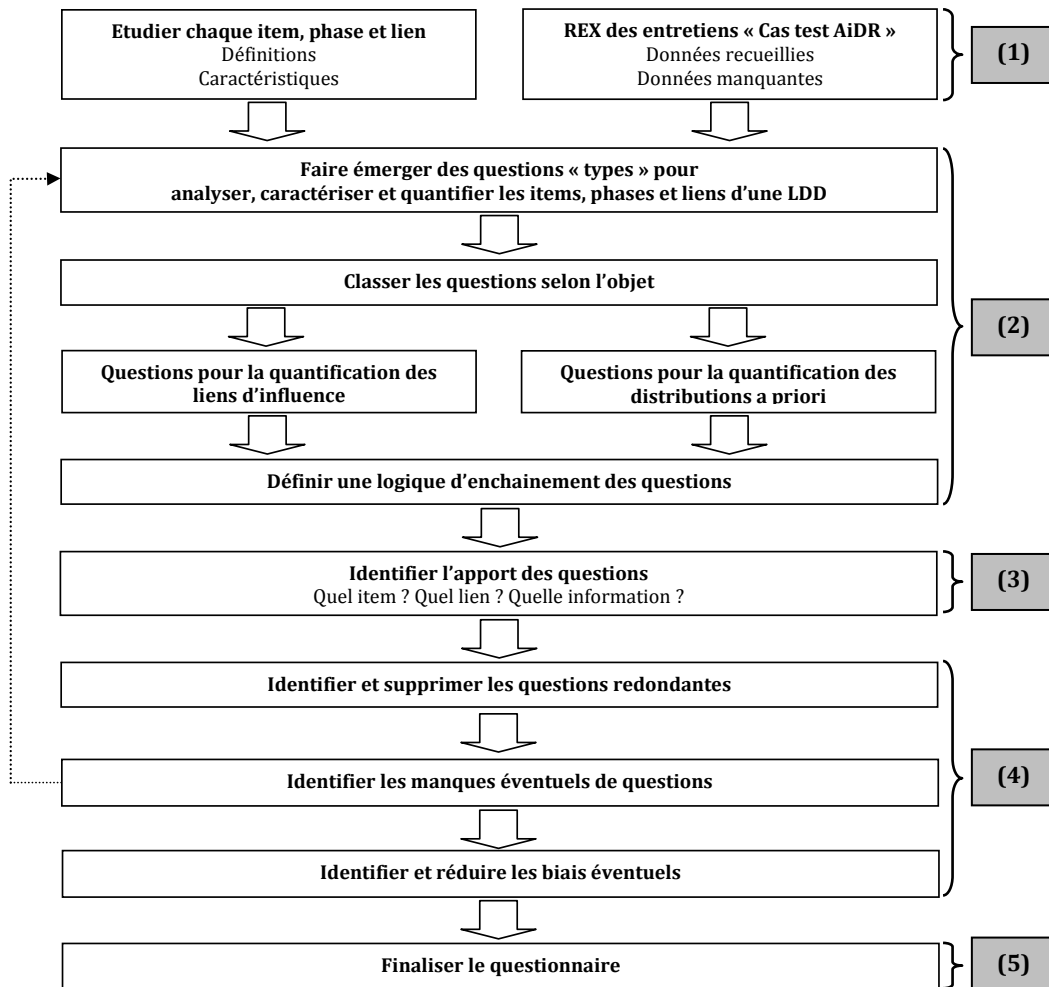 Etudier chaque item, phase et lien
Définitions
Caractéristiques
REX des entretiens « Cas test AiDR »
Données recueillies
Données manquantes
(1)
Faire émerger des questions « types » pour
analyser, caractériser et quantifier les items, phases et liens d'une LDD
Classer les questions selon l'objet
(2)
Questions pour la quantification des
liens d'influence
Questions pour la quantification des
distributions a priori
Définir une logique d'enchainement des questions
Identifier l'apport des questions
Quel item ? Quel lien ? Quelle information ?
(3)
Identifier et supprimer les questions redondantes
Identifier les manques éventuels de questions
(4)
Identifier et réduire les biais éventuels
Finaliser le questionnaire
(5)